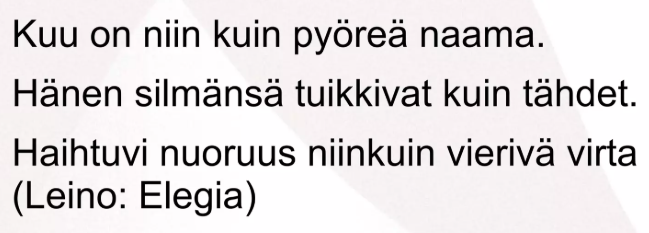 Kuu on niin kuin pyöreä naama.
Hänen silmänsä tuikkivat kuin tähdet.
Haihtuvi nuoruus niinkuin vierivä virta
(Leino: Elegia)